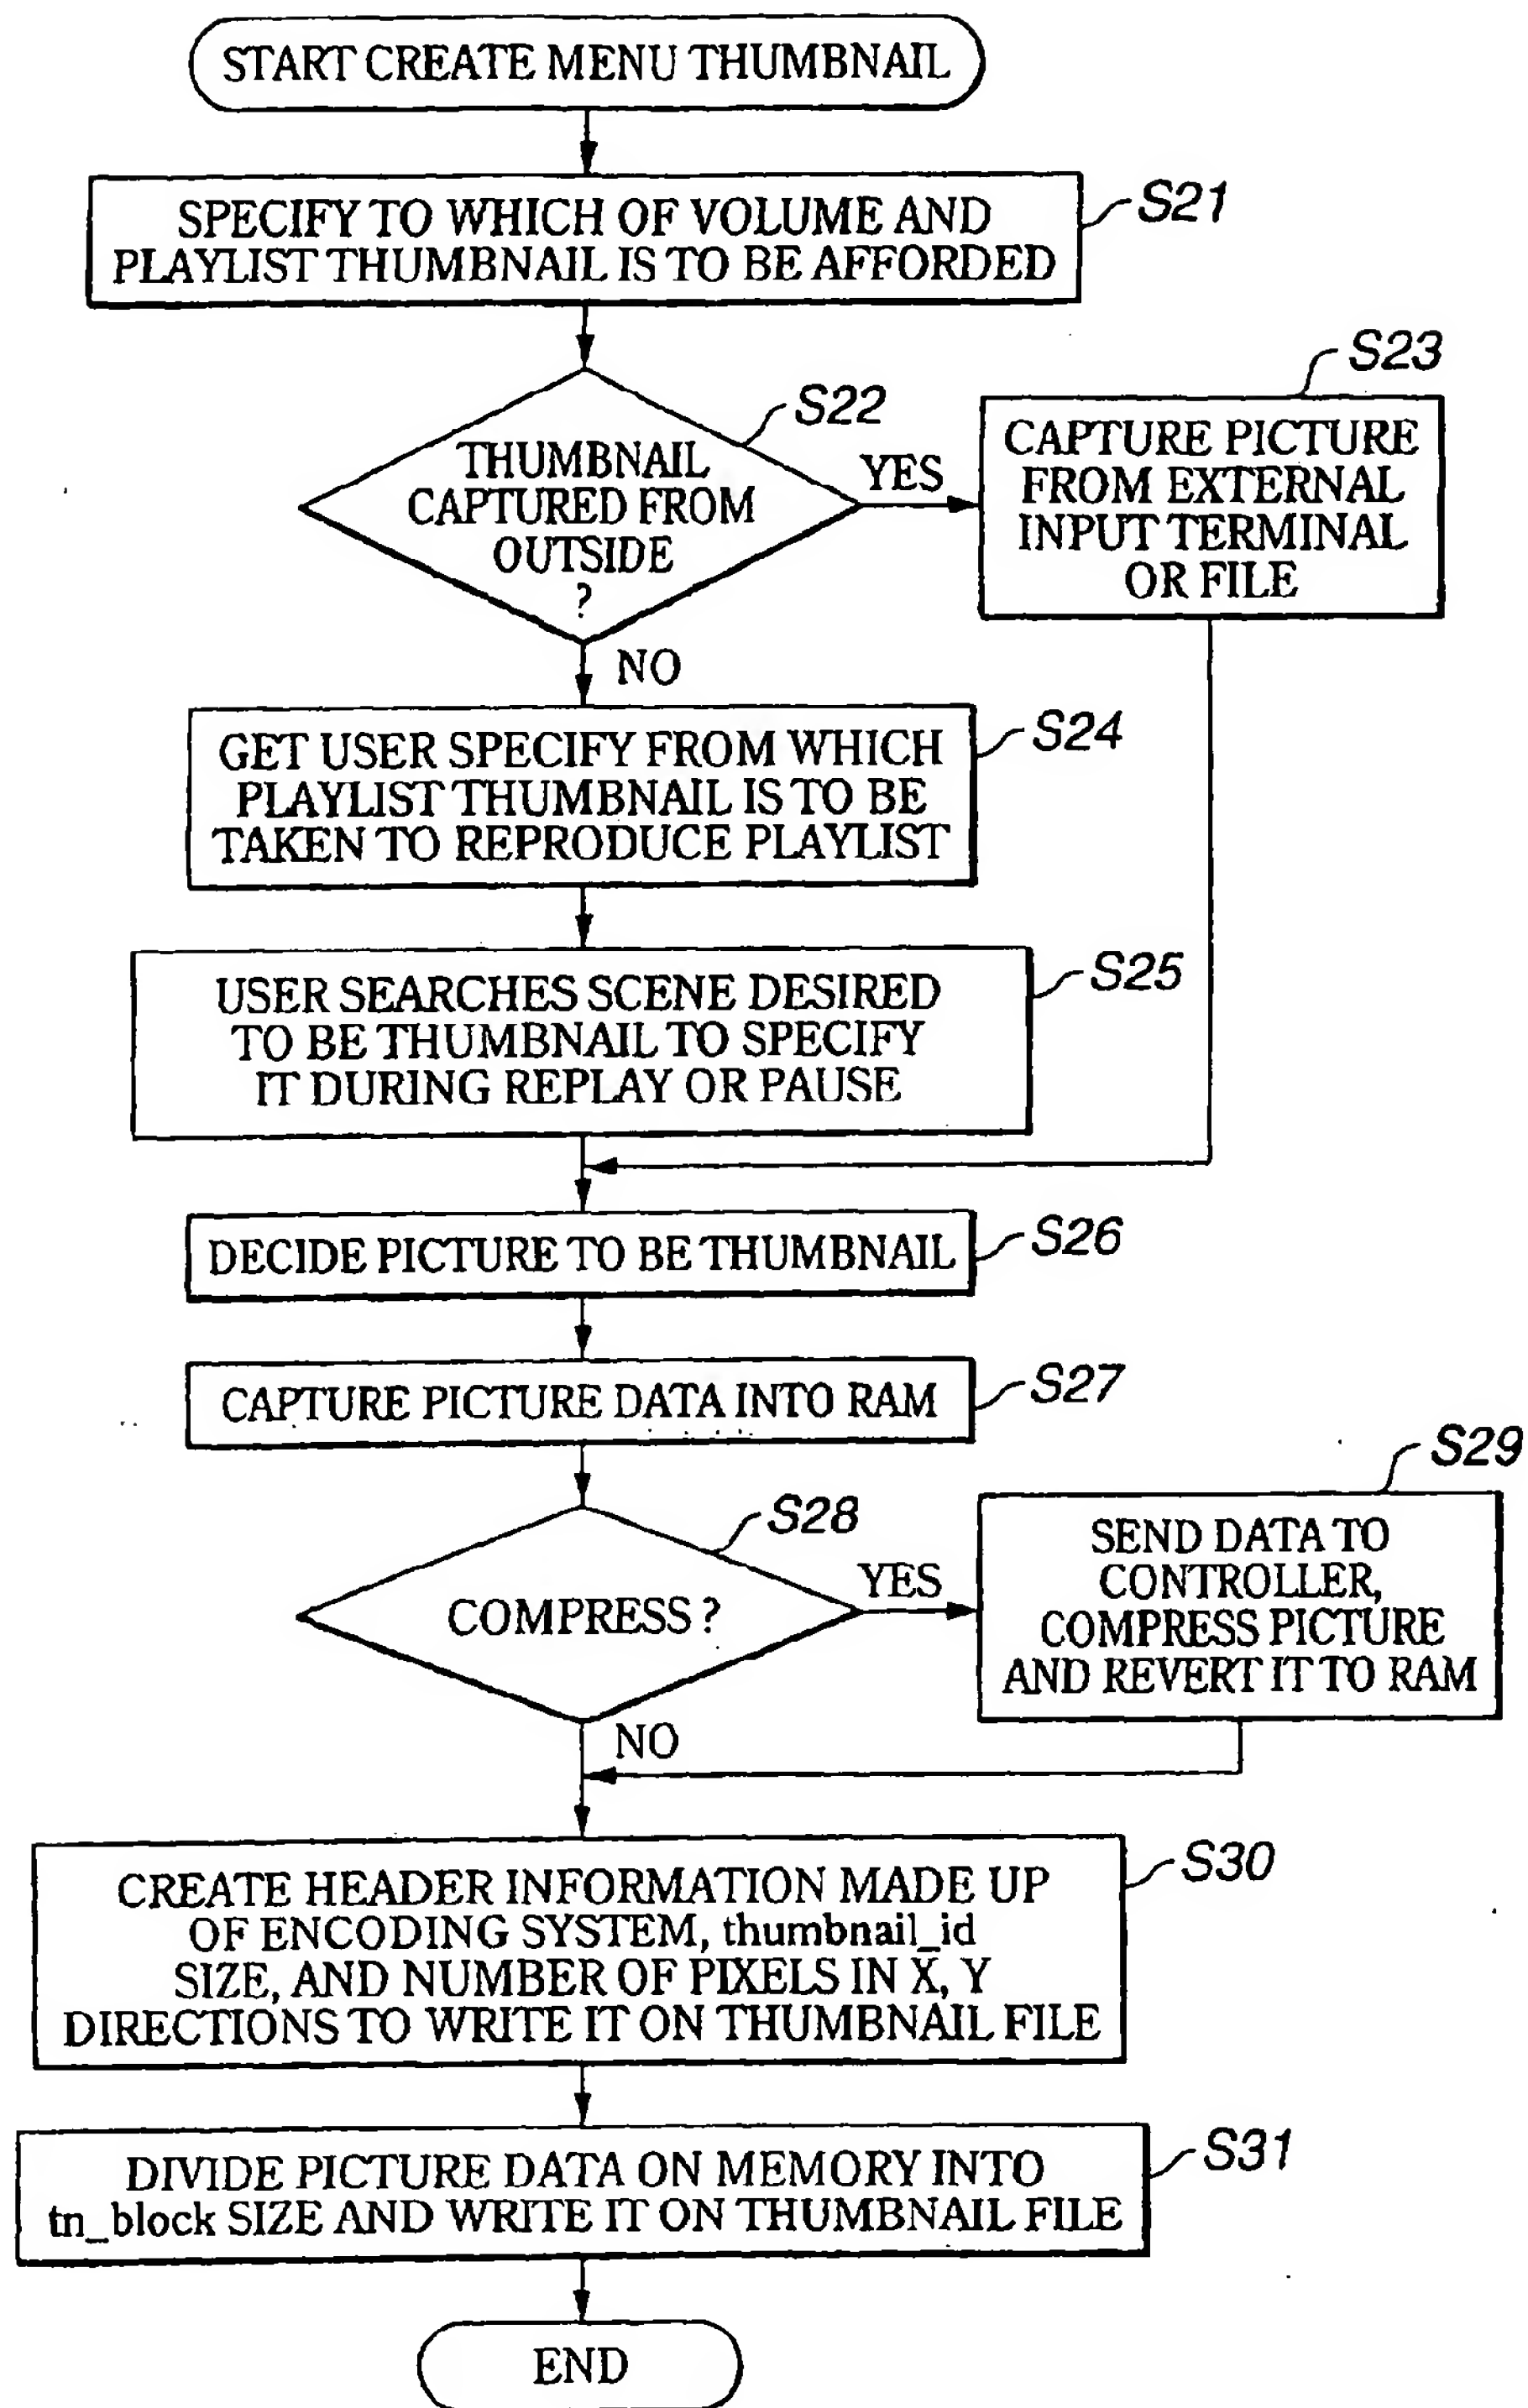 START CREATE MENU THUMBNAIL
SPECIFY TO WHICH OF VOLUME AND
PLAYLIST THUMBNAIL IS TO BE AFFORDED
S21
THUMBNAIL
CAPTURED FROM
OUTSIDE
?
S22
YES
CAPTURE PICTURE
FROM EXTERNAL
INPUT TERMINAL
OR FILE
S23
NO
GET USER SPECIFY FROM WHICH
PLAYLIST THUMBNAIL IS TO BE
TAKEN TO REPRODUCE PLAYLIST
S24
USER SEARCHES SCENE DESIRED
TO BE THUMBNAIL TO SPECIFY
IT DURING REPLAY OR PAUSE
S25
DECIDE PICTURE TO BE THUMBNAIL
S26
CAPTURE PICTURE DATA INTO RAM
S27
COMPRESS ?
S28
YES
SEND DATA TO
CONTROLLER,
COMPRESS PICTURE
AND REVERT IT TO RAM
S29
NO
CREATE HEADER INFORMATION MADE UP
OF ENCODING SYSTEM, thumbnail_id
SIZE, AND NUMBER OF PIXELS IN X, Y
DIRECTIONS TO WRITE IT ON THUMBNAIL FILE
S30
DIVIDE PICTURE DATA ON MEMORY INTO
tn_block SIZE AND WRITE IT ON THUMBNAIL FILE
S31
END